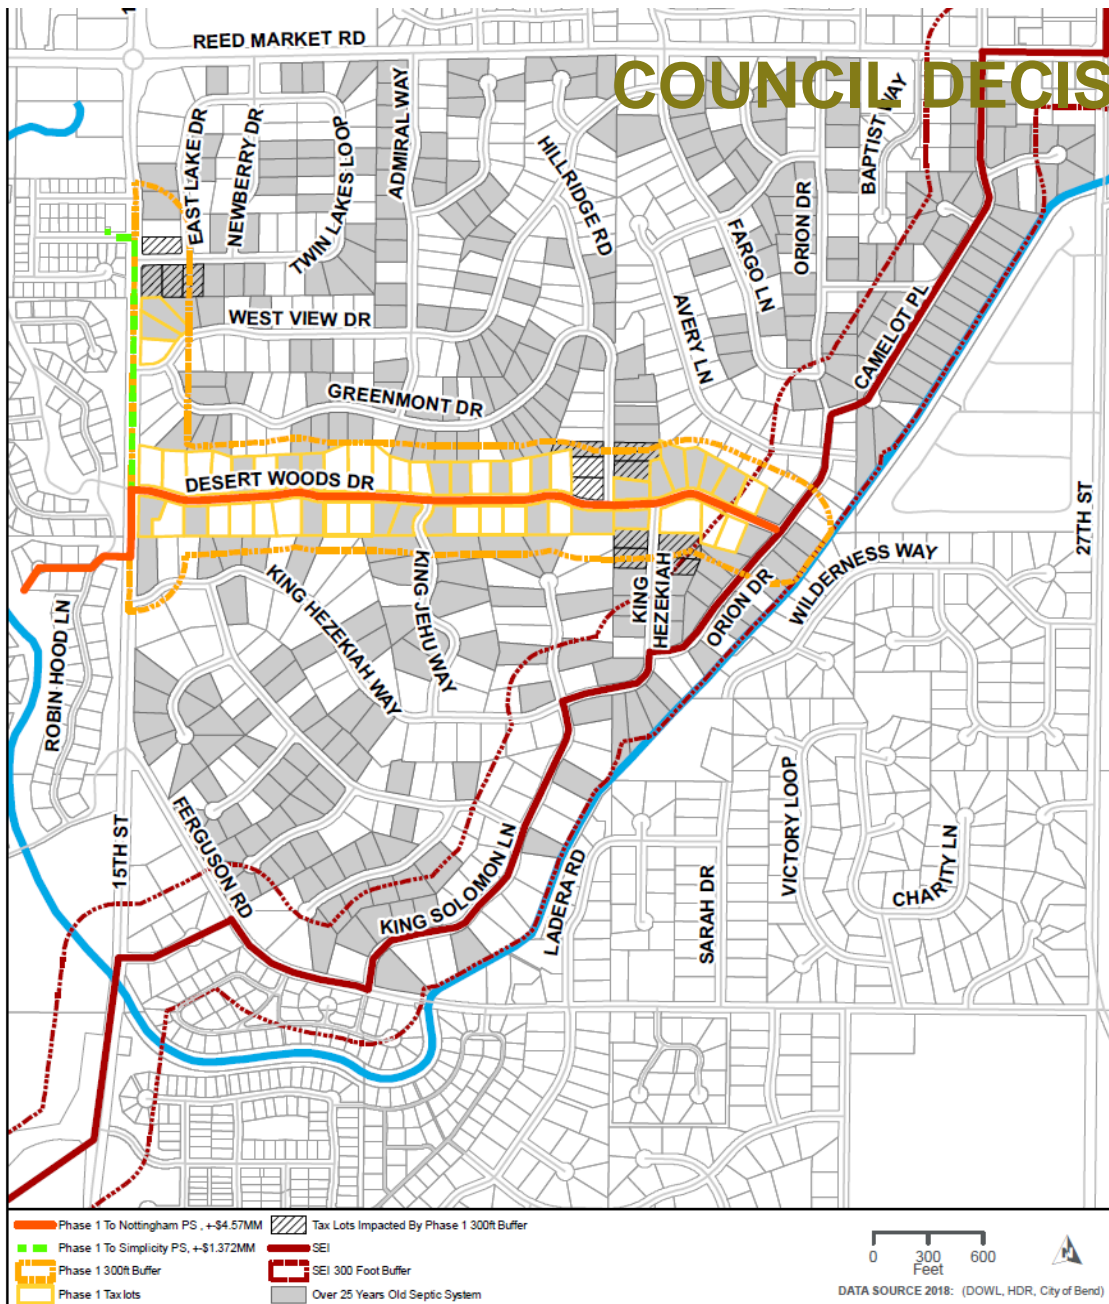 REED MARKET RD
COUNCIL DECIS
EAST LAKE DR
NEWBERRY DR
TWIN LAKES LOOP
ADMIRAL WAY
HILLRIDGE RD
BAPTIST WAY
ORION DR
FARGO LN
AVERY LN
CAMELOT PL
WEST VIEW DR
GREENMONT DR
DESERT WOODS DR
27TH ST
WILDERNESS WAY
ORION DR
KING HEZEKIAH
KING JEHU WAY
KING HEZEKIAH WAY
ROBIN HOOD LN
15TH ST
FERGUSON RD
KING SOLOMON LN
LADERA RD
SARAH DR
VICTORY LOOP
CHARITY LN
Phase 1 To Nottingham PS , +-$4.57MM
Tax Lots Impacted By Phase 1 300ft Buffer
Phase 1 To Simplicity PS, +-$1.372MM
SEI
Phase 1 300ft Buffer
SEI 300 Foot Buffer
Phase 1 Taxlots
Over 25 Years Old Septic System
0 300 600
Feet
N
DATA SOURCE 2018: (DOWL, HDR, City of Bend)